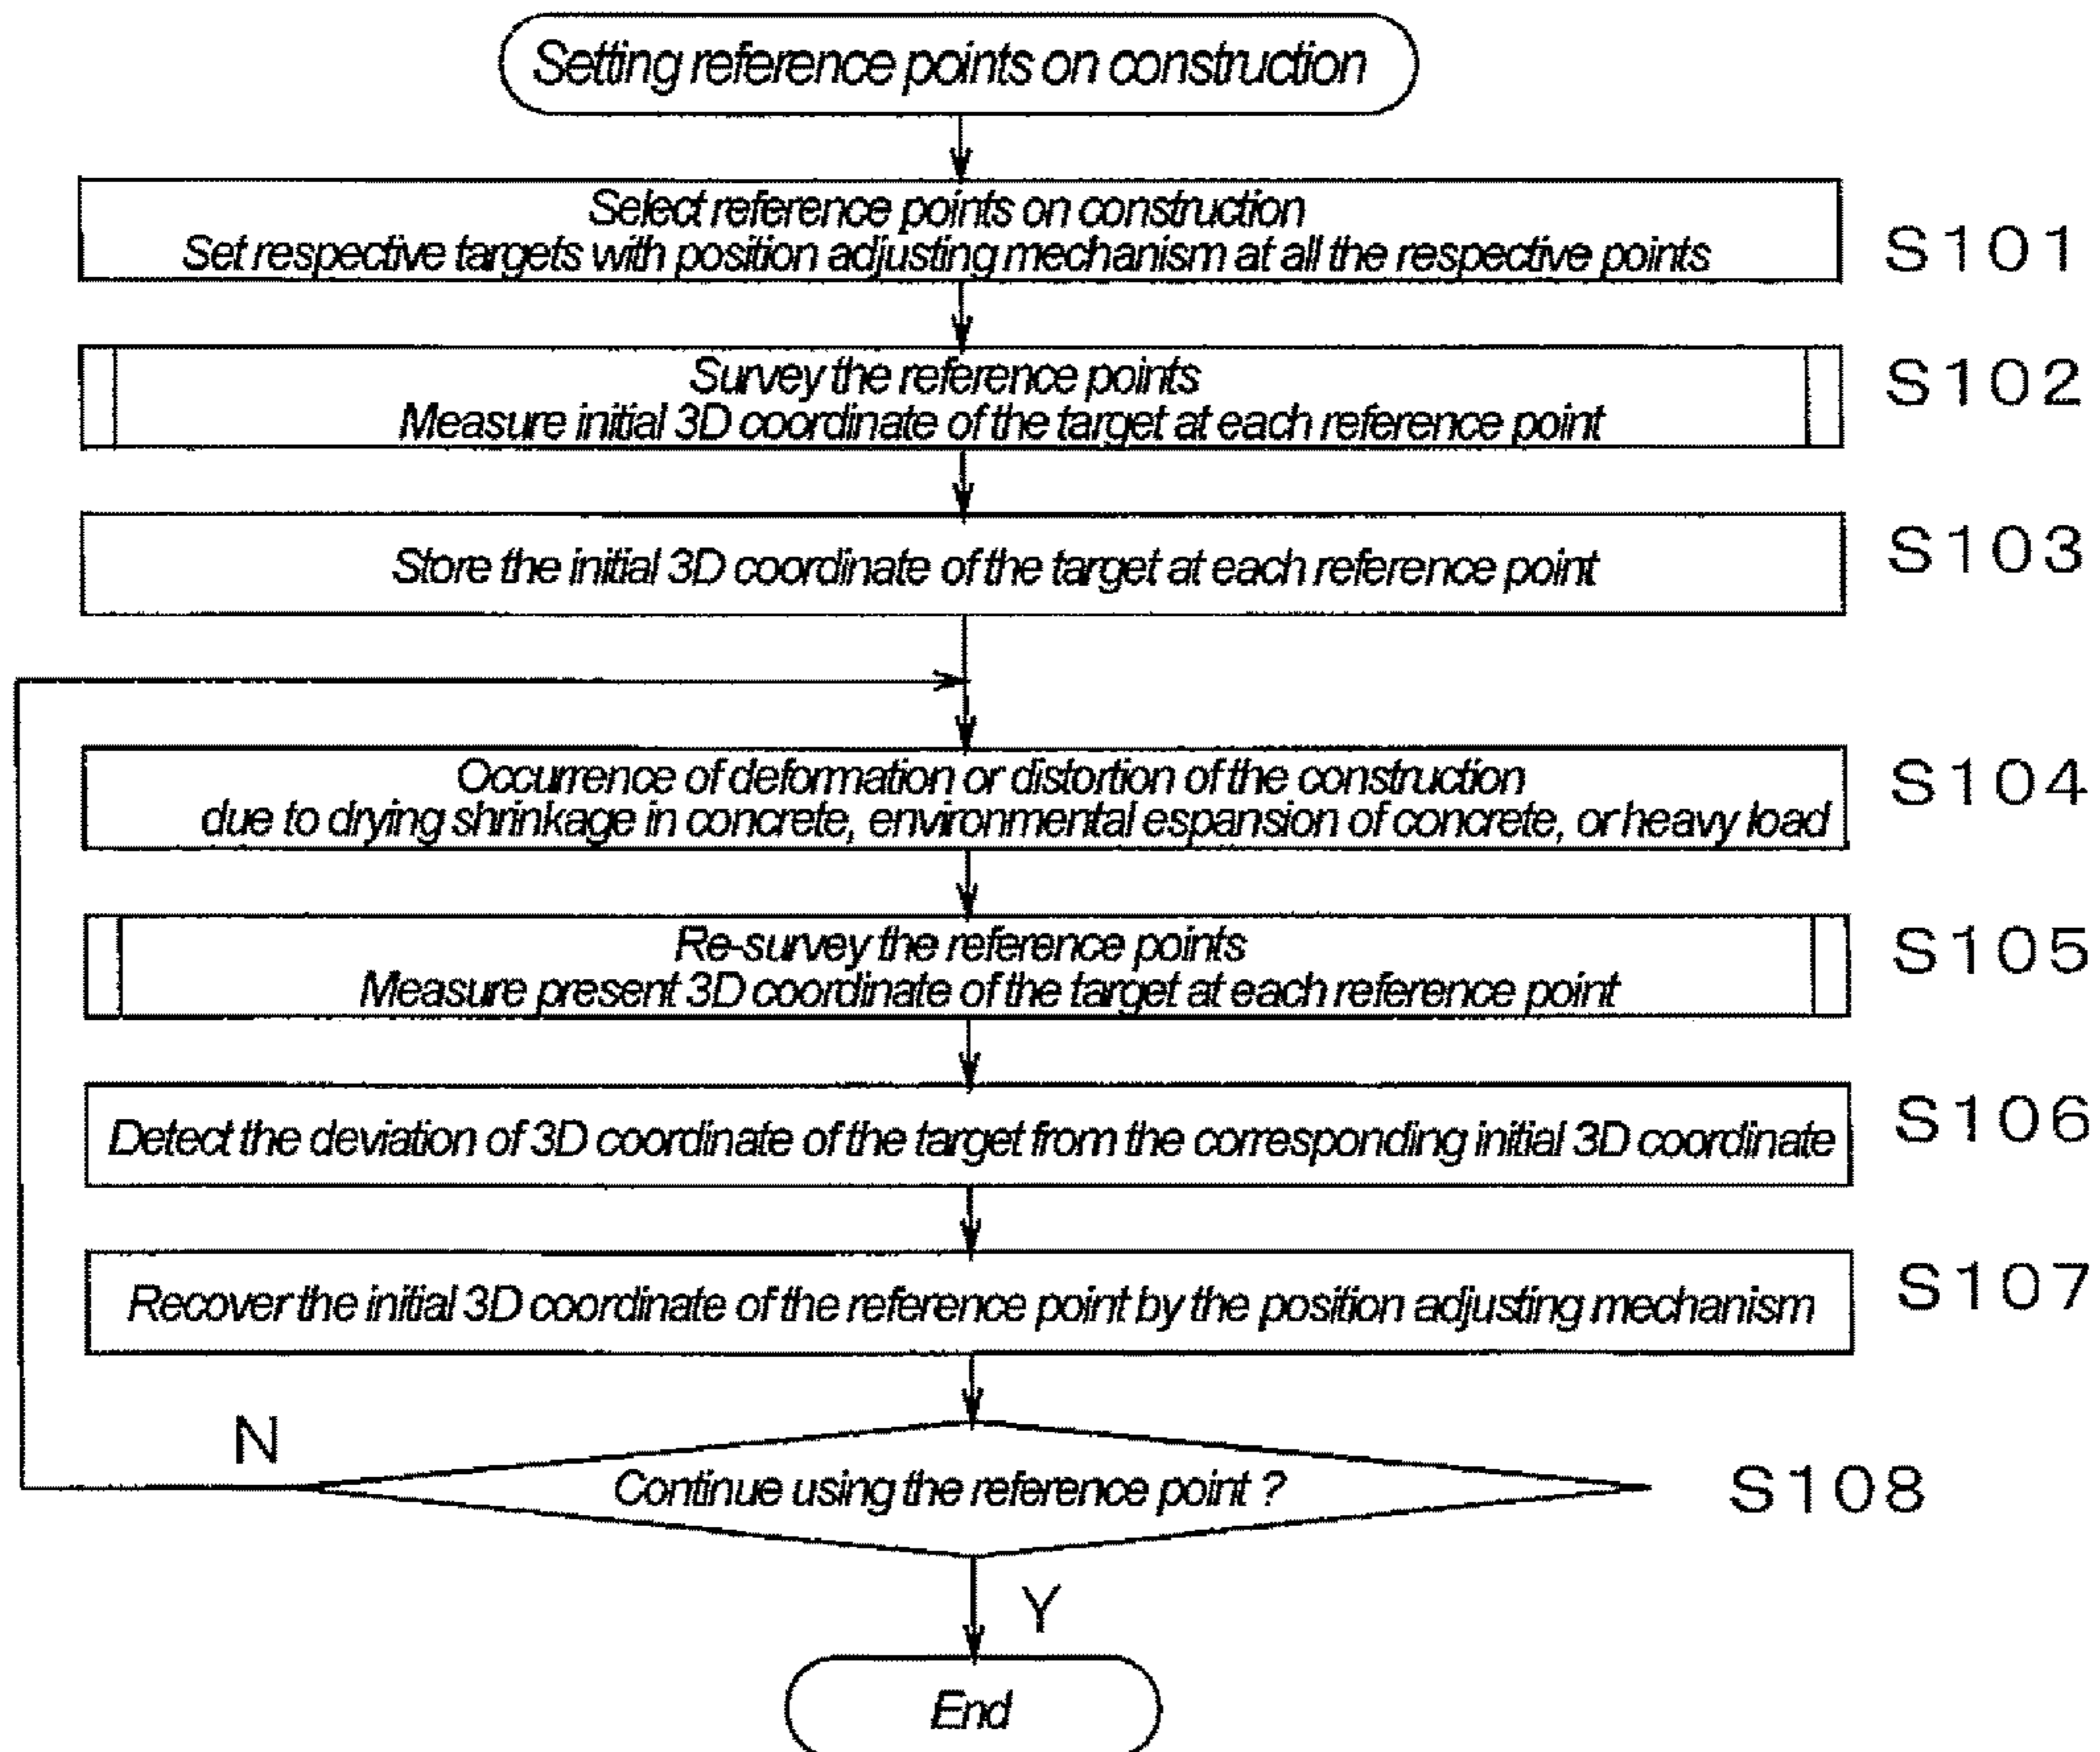 Setting reference points on construction
Select reference points on construction
Set respective targets with position adjusting mechanism at all the respective points
S101
Survey the reference points
Measure initial 3D coordinate of the target at each reference point
S102
Store the initial 3D coordinate of the target at each reference point
S103
Occurrence of deformation or distortion of the construction
due to drying shrinkage in concrete, environmental espansion of concrete, or heavy load
S104
Re-survey the reference points
Measure present 3D coordinate of the target at each reference point
S105
Detect the deviation of 3D coordinate of the target from the corresponding initial 3D coordinate
S106
Recover the initial 3D coordinate of the reference point by the position adjusting mechanism
S107
N
Continue using the reference point ?
S108
Y
End